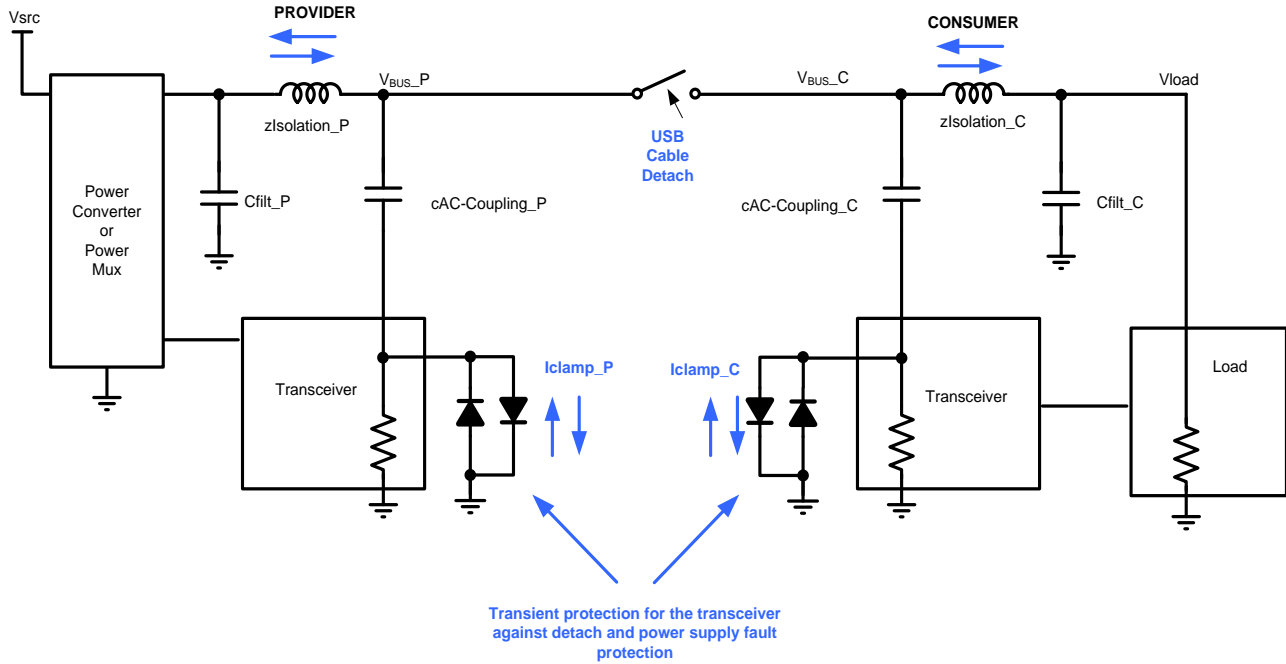 PROVIDER
CONSUMER
Vsrc
VBUS_P
VBUS_C
Vload
zIsolation_P
zIsolation_C
USB
Cable
Detach
Power
Converter
or
Power
Mux
Cfilt_P
cAC-Coupling_P
cAC-Coupling_C
Cfilt_C
Transceiver
Iclamp_P
Iclamp_C
Transceiver
Load
Transient protection for the transceiver
against detach and power supply fault
protection